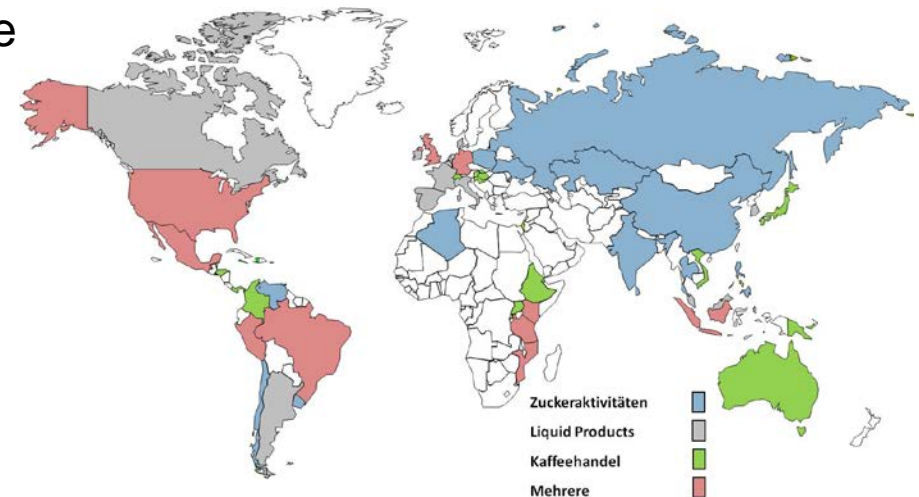 e
Zuckeraktivitäten
Liquid Products
Kaffeehandel
Mehrere